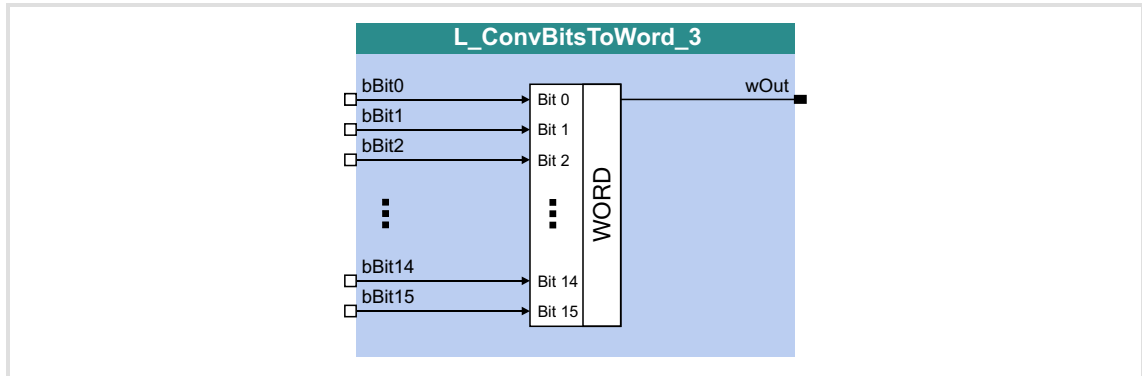 L_ConvBitsToWord_3
bBit0
wOut
Bit 0
bBit1
Bit 1
bBit2
Bit 2
WORD
bBit14
Bit 14
bBit15
Bit 15